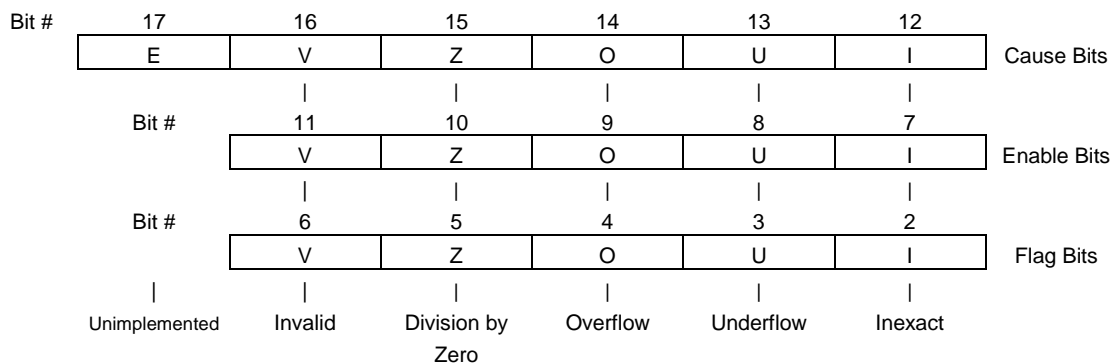 Bit # 17 16 15 14 13 12
E V Z O U I Cause Bits
| | | | |
Bit # 11 10 9 8 7
V Z O U I Enable Bits
| | | | |
Bit # 6 5 4 3 2
V Z O U I Flag Bits
| | | | | |
Unimplemented Invalid Division by Overflow Underflow Inexact
Zero